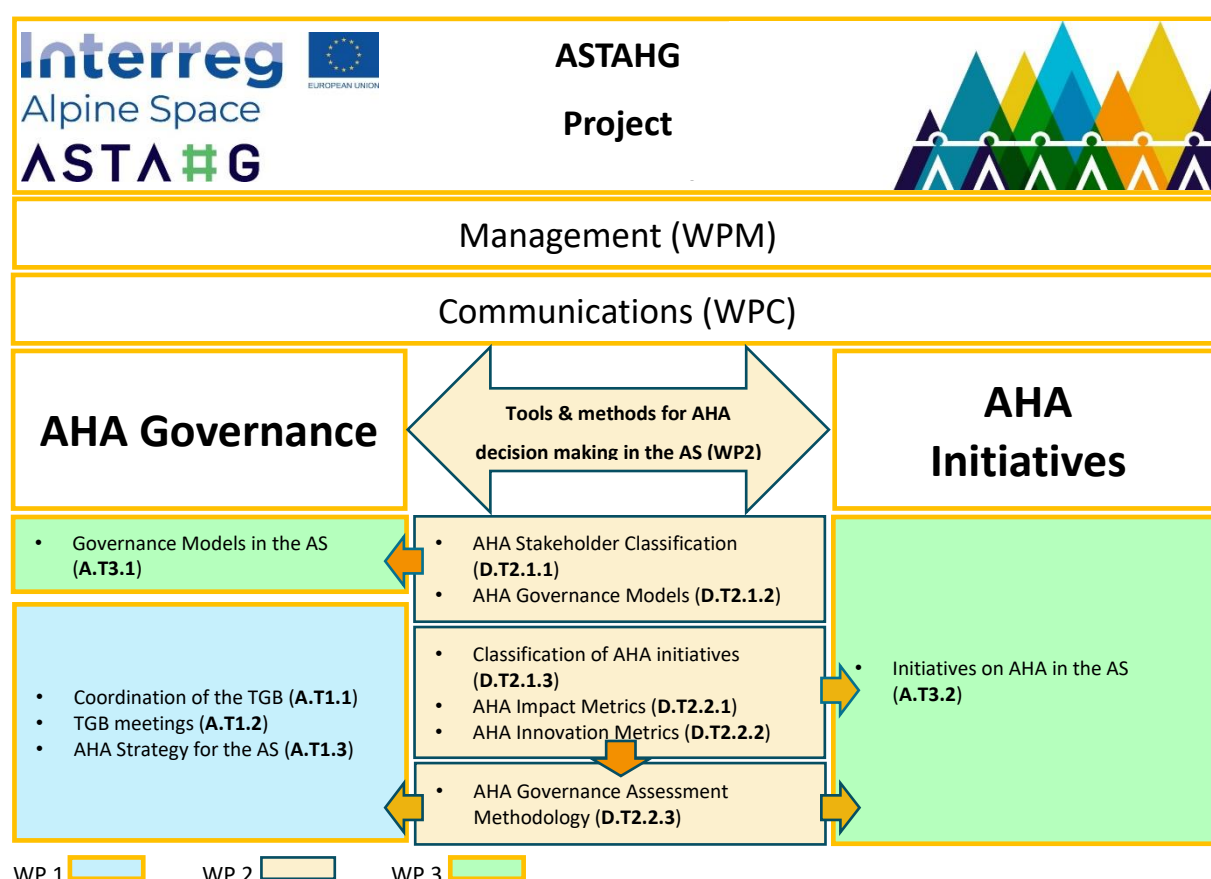 Interreg
EUROPEAN UNION
Alpine Space
ASTAHG
ASTAHG
Project
Management (WPM)
Communications (WPC)
AHA Governance
Tools & methods for AHA
decision making in the AS (WP2)
AHA
Initiatives
• Governance Models in the AS
(A.T3.1)
• AHA Stakeholder Classification
(D.T2.1.1)
• AHA Governance Models (D.T2.1.2)
• Coordination of the TGB (A.T1.1)
• TGB meetings (A.T1.2)
• AHA Strategy for the AS (A.T1.3)
• Classification of AHA initiatives
(D.T2.1.3)
• AHA Impact Metrics (D.T2.2.1)
• AHA Innovation Metrics (D.T2.2.2)
• AHA Governance Assessment
Methodology (D.T2.2.3)
• Initiatives on AHA in the AS
(A.T3.2)
WP 1 WP 2 WP 3